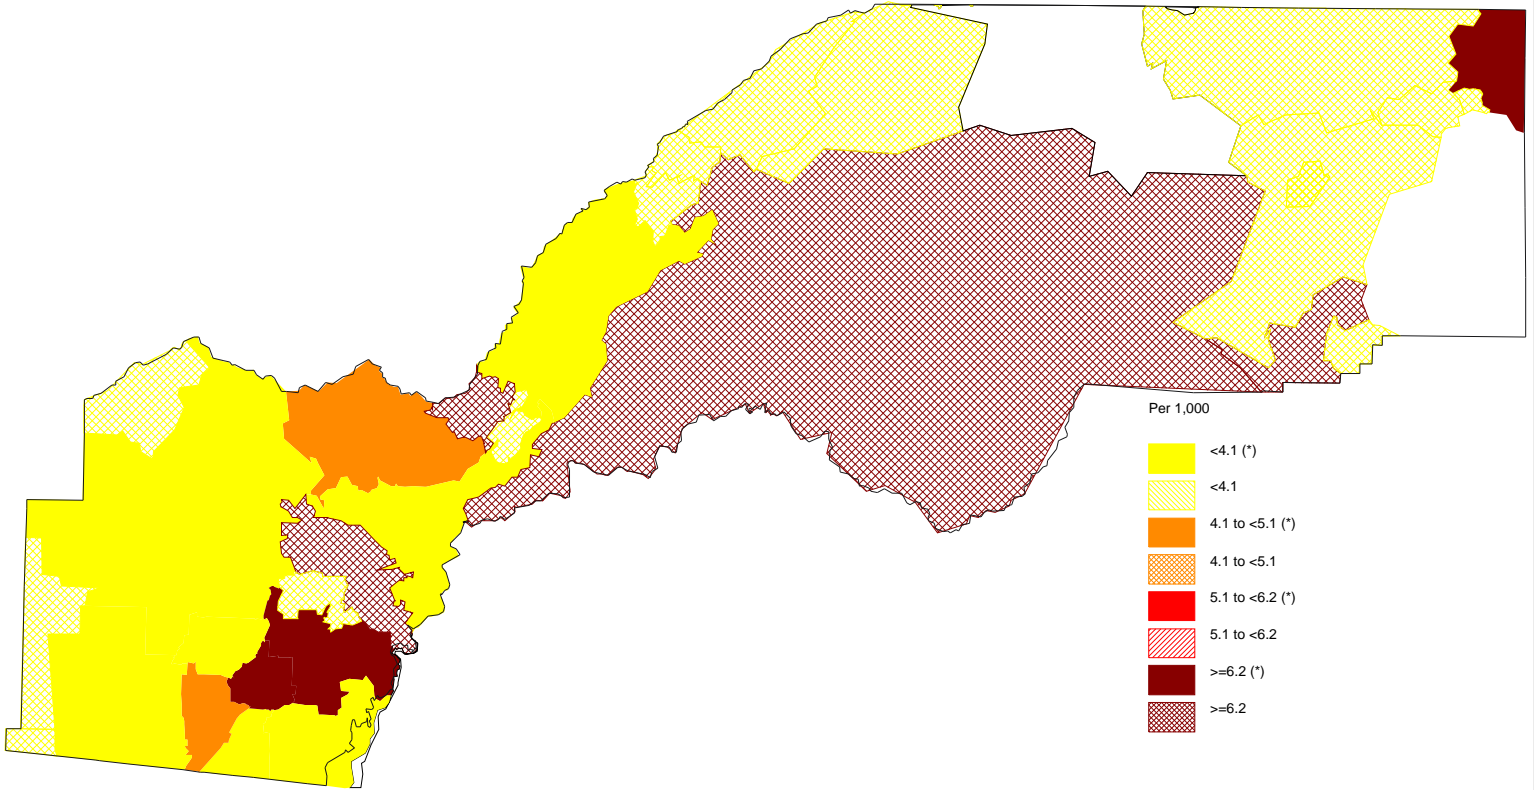 Per 1,000
<4.1 (*)
<4.1
4.1 to <5.1 (*)
4.1 to <5.1
5.1 to <6.2 (*)
5.1 to <6.2
>=6.2 (*)
>=6.2